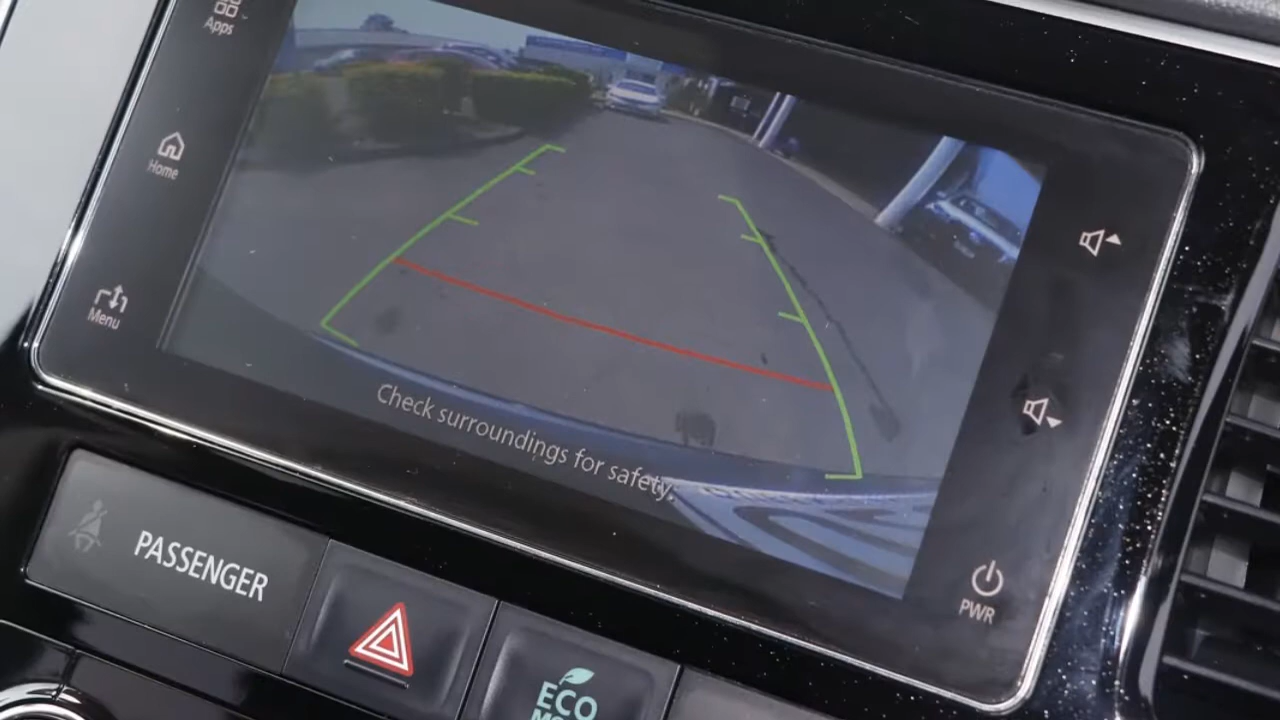 Apps
Home
Menu
Check surroundings for safety.
PWR
PASSENGER
ECO